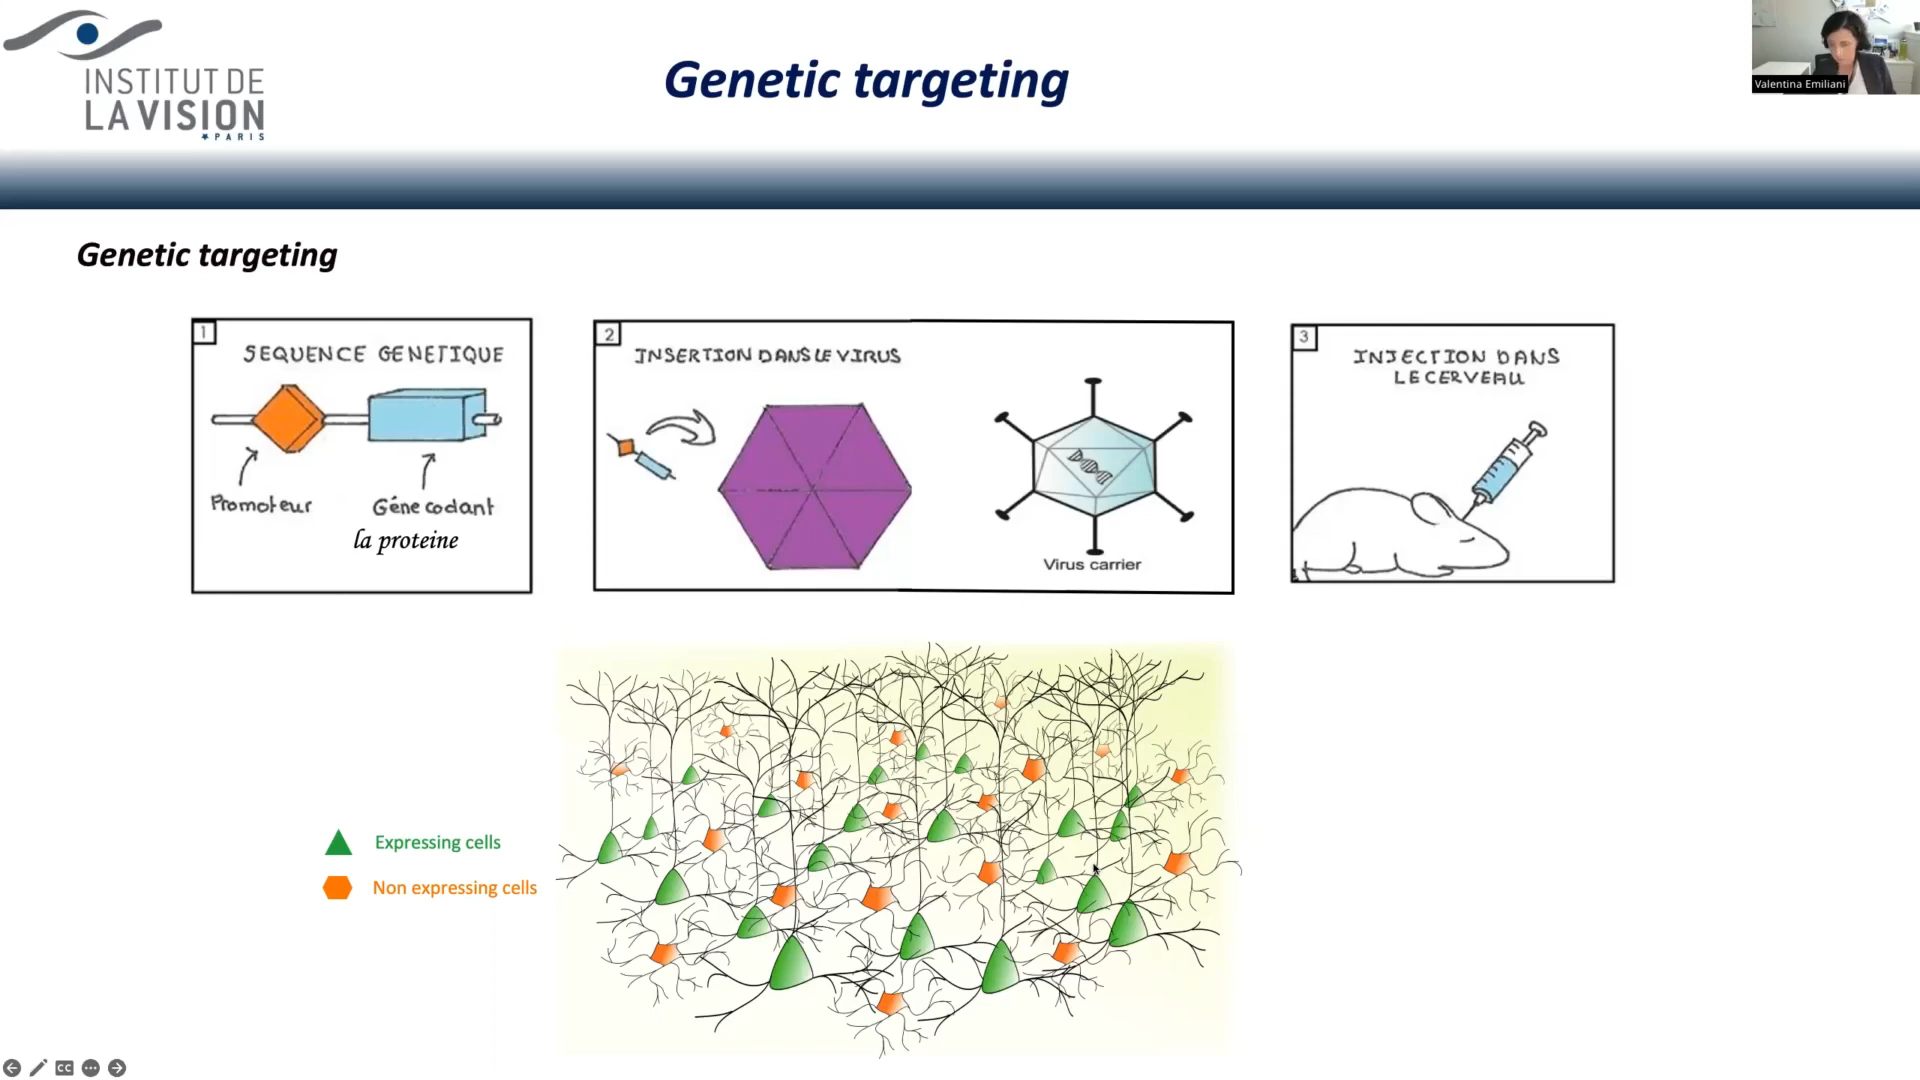 INSTITUT DE
LA VISION
PARIS
Genetic targeting
Valentina Emiliani
Genetic targeting
1
SEQUENCE GENETIQUE
Promoteur
Gène codant
la proteine
2
INSERTION DANS LE VIRUS
Virus carrier
3
INJECTION DANS
LE CERVEAU
Expressing cells
Non expressing cells
CC